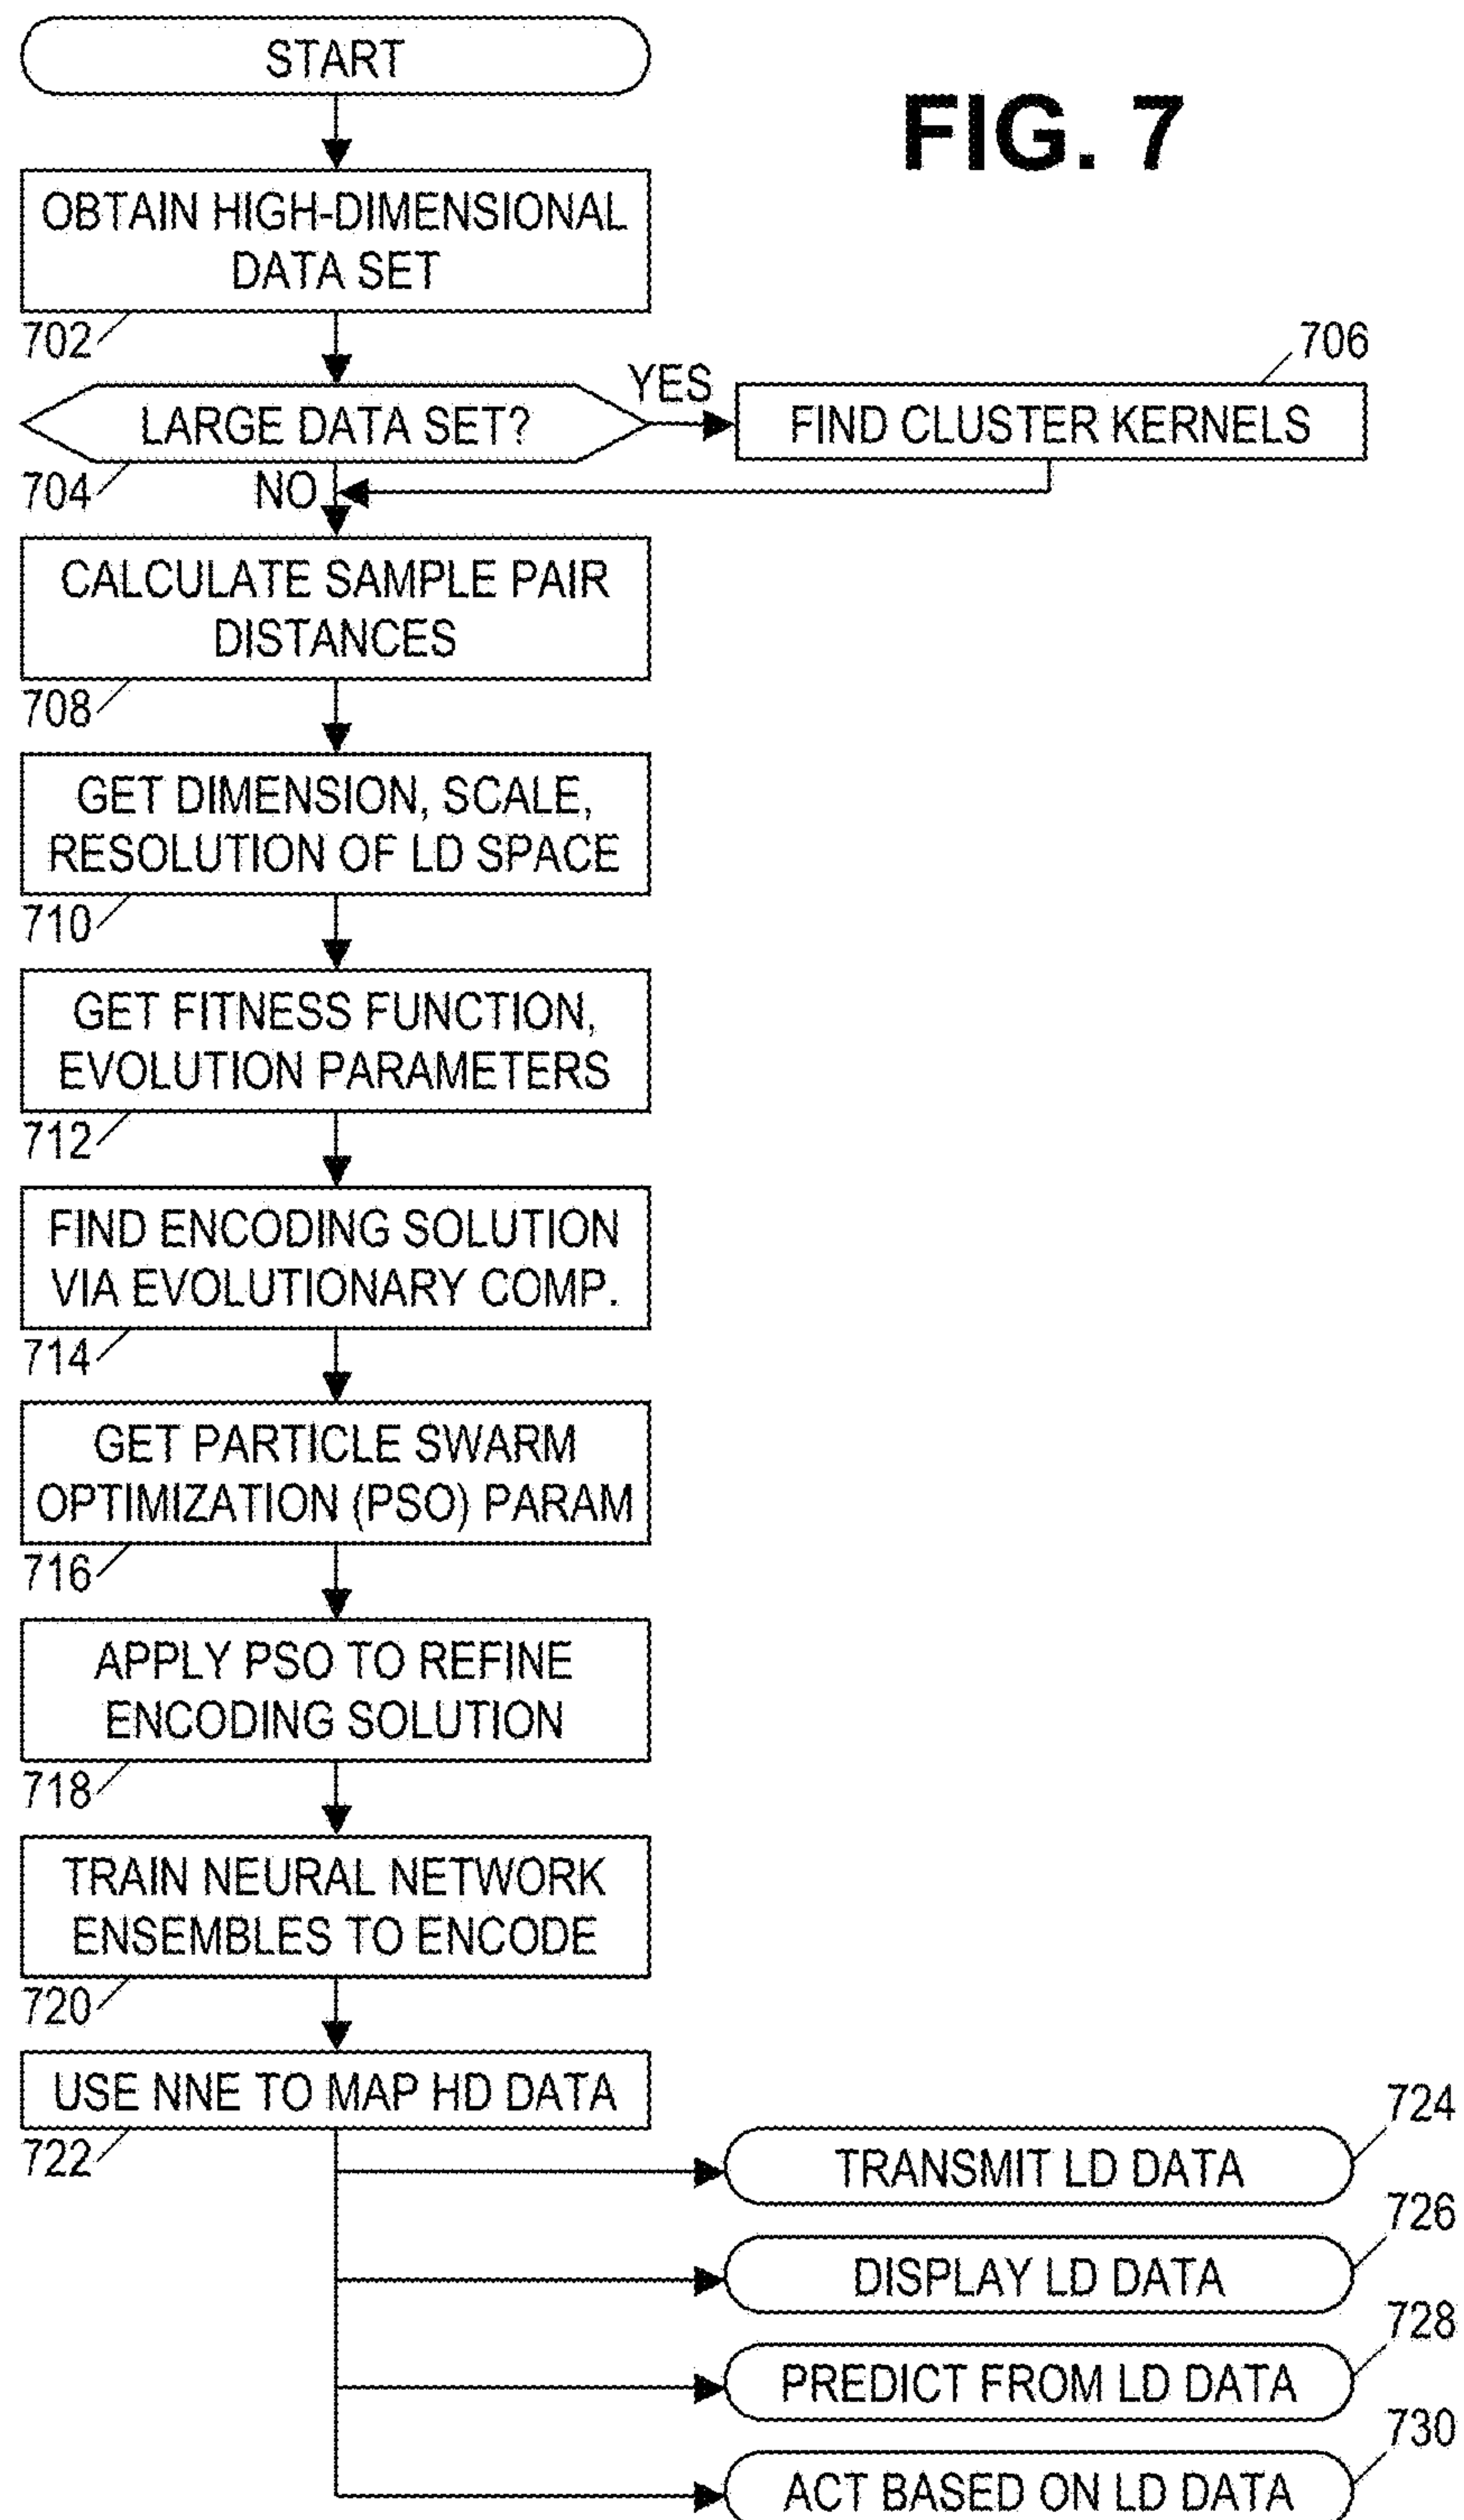 START
FIG. 7
OBTAIN HIGH-DIMENSIONAL
DATA SET
702
LARGE DATA SET?
704
YES
NO
FIND CLUSTER KERNELS
706
CALCULATE SAMPLE PAIR
DISTANCES
708
GET DIMENSION, SCALE,
RESOLUTION OF LD SPACE
710
GET FITNESS FUNCTION,
EVOLUTION PARAMETERS
712
FIND ENCODING SOLUTION
VIA EVOLUTIONARY COMP.
714
GET PARTICLE SWARM
OPTIMIZATION (PSO) PARAM
716
APPLY PSO TO REFINE
ENCODING SOLUTION
718
TRAIN NEURAL NETWORK
ENSEMBLES TO ENCODE
720
USE NNE TO MAP HD DATA
722
TRANSMIT LD DATA
724
DISPLAY LD DATA
726
PREDICT FROM LD DATA
728
ACT BASED ON LD DATA
730